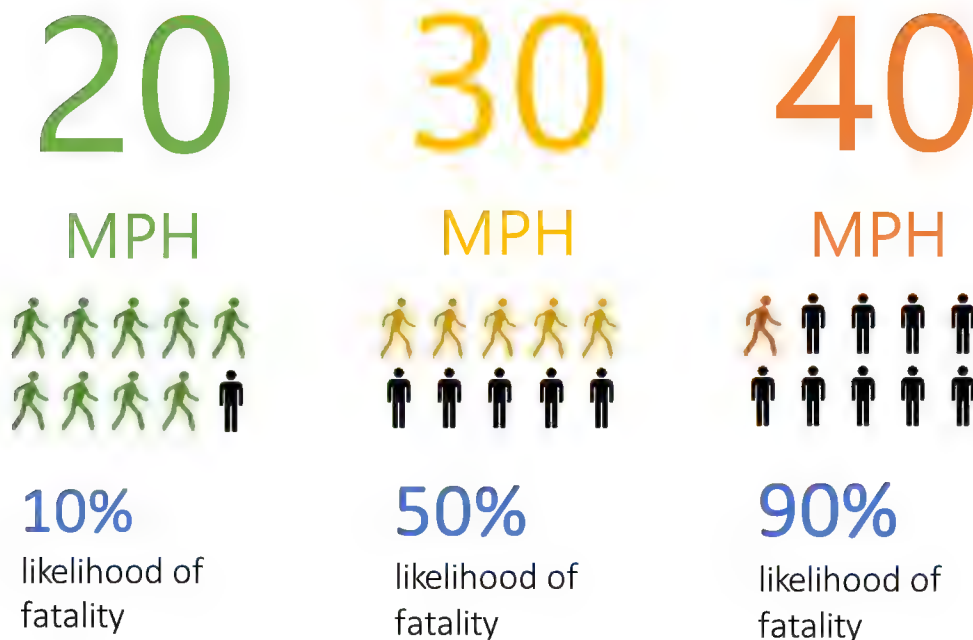 20
MPH
10%
likelihood of
fatality
30
MPH
50%
likelihood of
fatality
40
MPH
90%
likelihood of
fatality